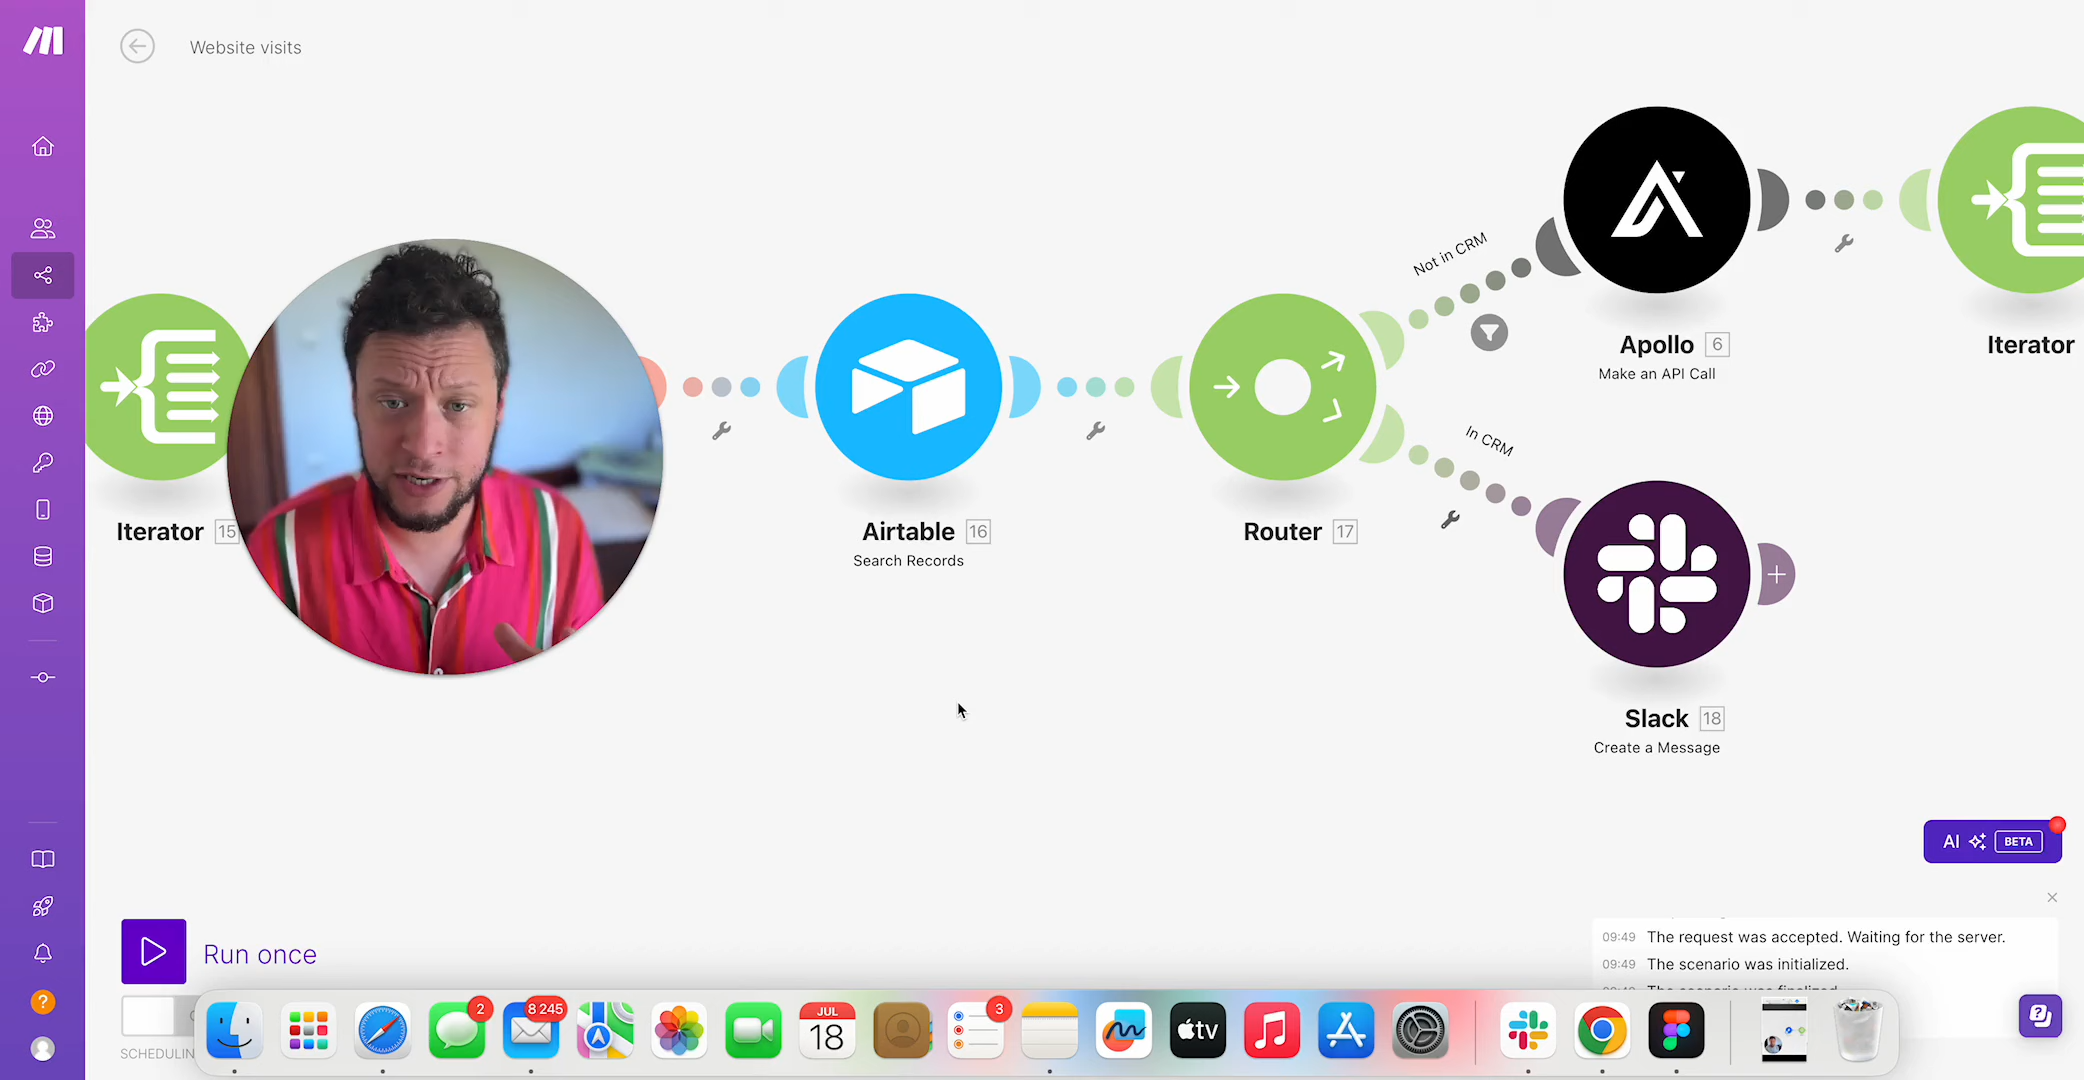 Website visits
Not in CRM
Apollo 6
Make an API Call
Iterator
In CRM
Iterator 15
Airtable 16
Search Records
Router 17
Slack 18
Create a Message
AI BETA
Run once
09:49 The request was accepted. Waiting for the server.
09:49 The scenario was initialized.
SCHEDULIN
2
8 245
JUL
18
3
tv